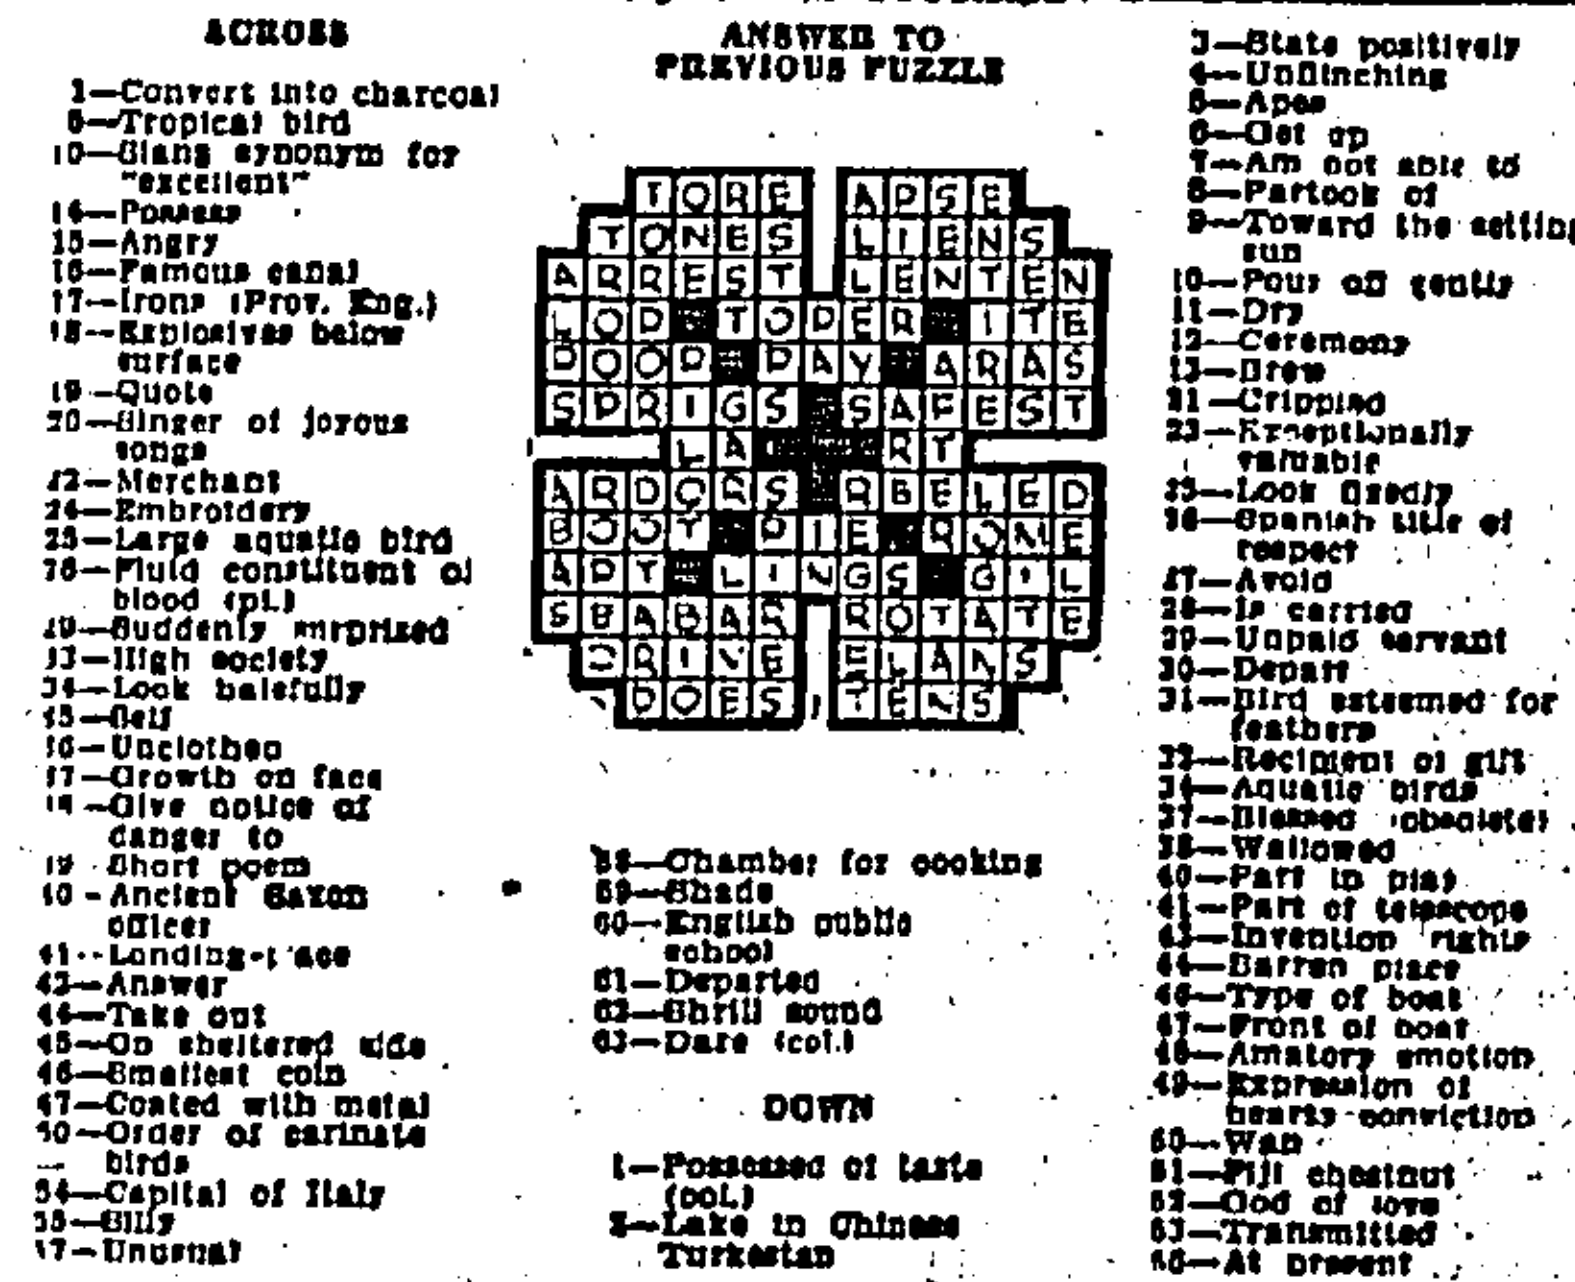 ACROSS
1—Convert into charcoal
5—Tropical bird
10—Slang synonym for
"excellent"
14—Possess
15—Angry
16—Famous canal
17—Irons (Prov. Eng.)
18—Explosives below
surface
19—Quote
20—Singer of joyous
songs
22—Merchant
24—Embroidery
25—Large aquatic bird
26—Fluid constituent of
blood (pl.)
29—Suddenly surprised
33—High society
34—Look balefully
35—Self
36—Unclothed
37—Growth on face
38—Give notice of
danger to
39—Short poem
40—Ancient Saxon
officer
41—Landing-place
42—Answer
44—Take out
45—On sheltered side
46—Smallest coin
47—Coated with metal
50—Order of carinate
birds
54—Capital of Italy
55—Silly
57—Unusual
ANSWER TO
PREVIOUS PUZZLE
TORE APSE
TONES LIENS
ARREST LENTEN
LOP TOPER ITE
POOP PAY ARAS
SPRIGS SAFEST
LA RT
ARDORS RBELED
BOOT PIE ROME
APT LINGS GIL
SBABAR ROTATE
DRIVE ELANS
DOES TENS
58—Chamber for cooking
59—Shade
60—English public
school
61—Departed
62—Shrill sound
63—Dare (col.)
DOWN
1—Possessed of taste
(col.)
2—Lake in Chinese
Turkestan
3—State positively
4—Unflinching
5—Apes
6—Get up
7—Am not able to
8—Partook of
9—Toward the setting
sun
10—Pour off gently
11—Dry
12—Ceremony
13—Drew
21—Crippled
23—Exceptionally
valuable
25—Look fixedly
26—Spanish title of
respect
27—Avoid
28—Is carried
29—Unpaid servant
30—Depart
31—Bird esteemed for
feathers
32—Recipient of gift
34—Aquatic birds
37—Blessed (obsolete)
38—Wallowed
40—Part in play
41—Part of telescope
43—Invention rights
44—Barren place
46—Type of boat
47—Front of boat
48—Amatory emotion
49—Expression of
hearty conviction
50—Wan
51—Fiji chestnut
52—God of love
53—Transmitted
56—At present